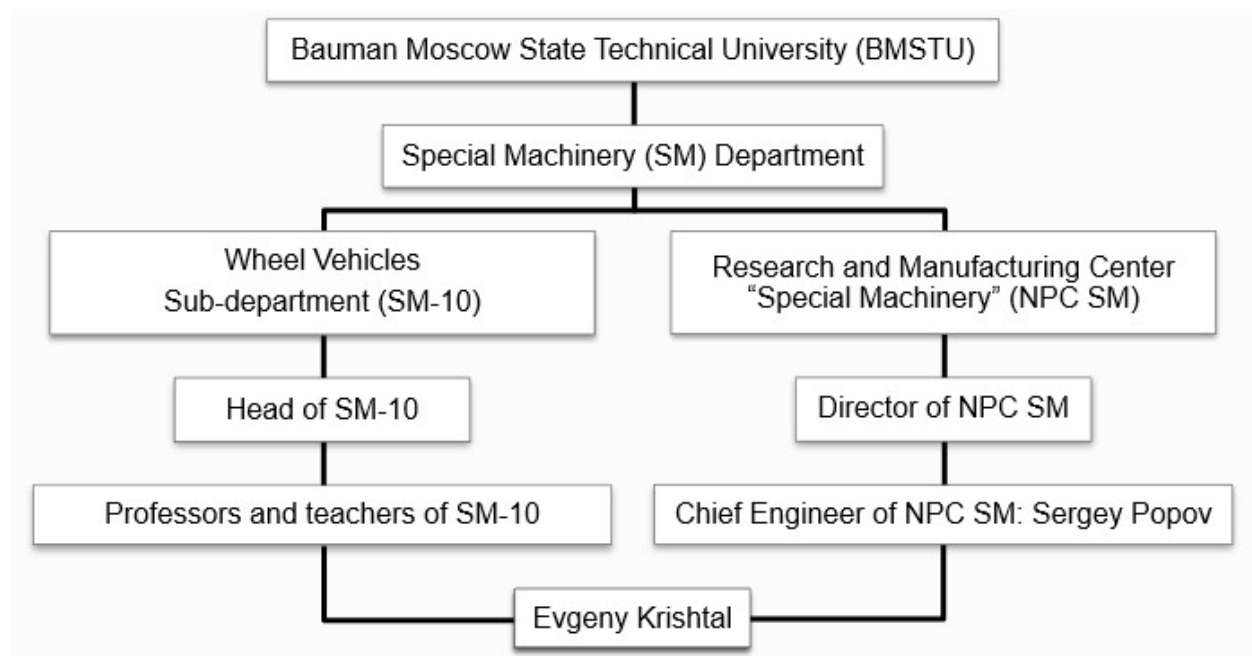 Bauman Moscow State Technical University (BMSTU)
Special Machinery (SM) Department
Wheel Vehicles
Sub-department (SM-10)
Research and Manufacturing Center
“Special Machinery” (NPC SM)
Head of SM-10
Director of NPC SM
Professors and teachers of SM-10
Chief Engineer of NPC SM: Sergey Popov
Evgeny Krishtal